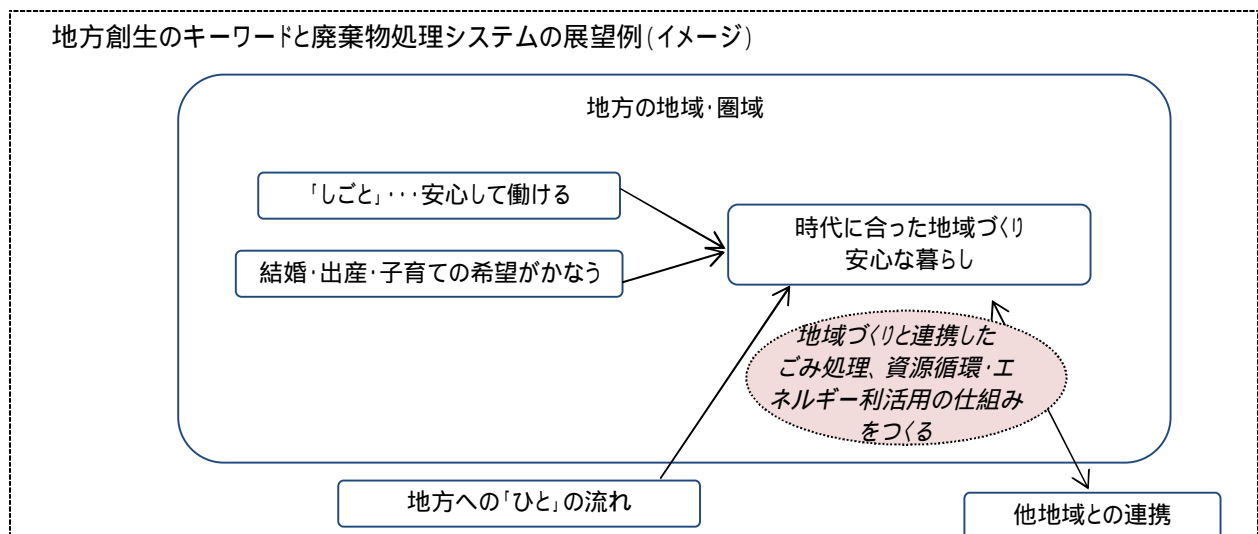 地方創生のキーワードと廃棄物処理システムの展望例(イメージ)
地方の地域・圏域
「しごと」・・・安心して働ける
時代に合った地域づくり
安心な暮らし
結婚・出産・子育ての希望がかなう
地域づくりと連携した
ごみ処理、資源循環・エ
ネルギー利活用の仕組み
をつくる
地方への「ひと」の流れ
他地域との連携